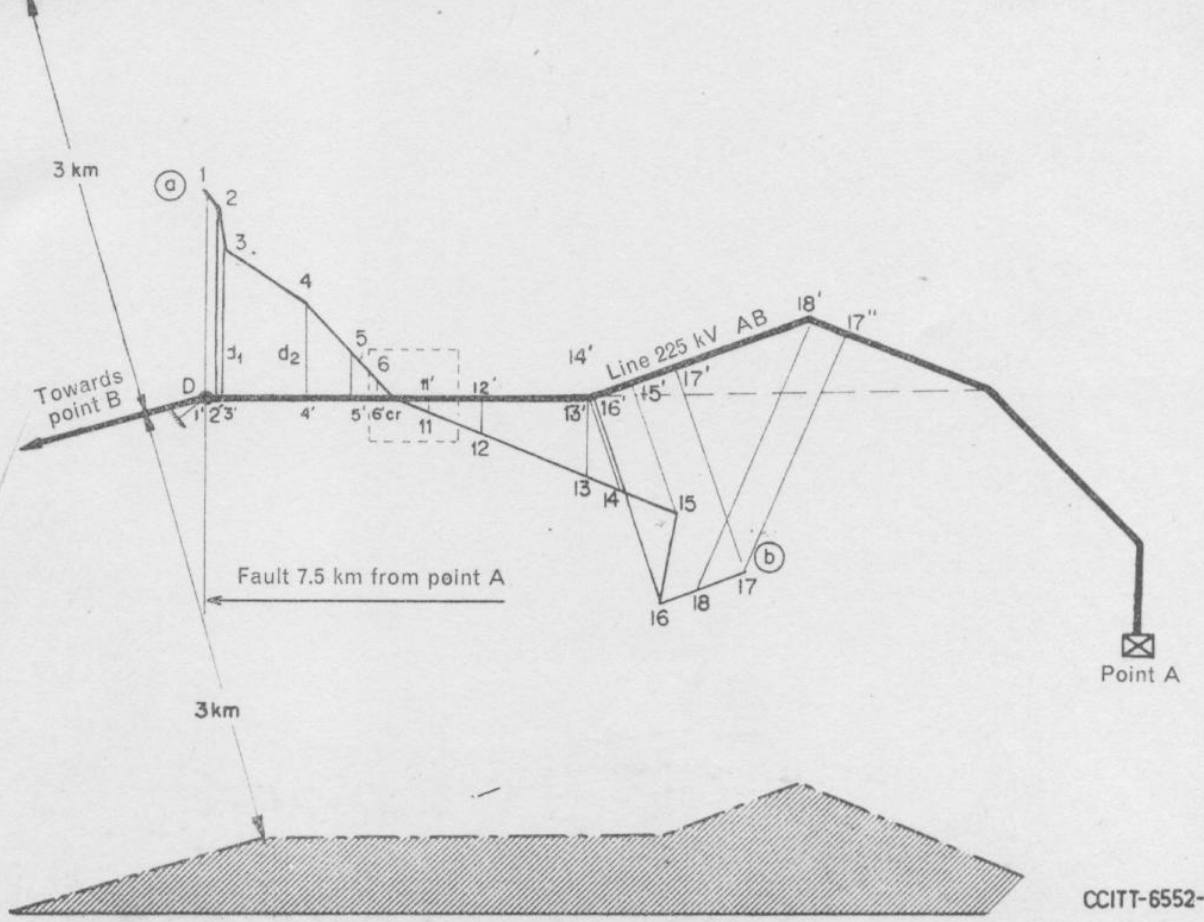 3 km
a
1
2
3
4
5
6
d1
d2
D
Towards
point B
1'
2'
3'
4'
5'
6'
cr
11'
11
12'
12
13'
13
14'
14
Line 225 kV AB
15'
16'
17'
18'
17"
15
16
18
17
b
Fault 7.5 km from point A
Point A
3km
CCITT-6552-